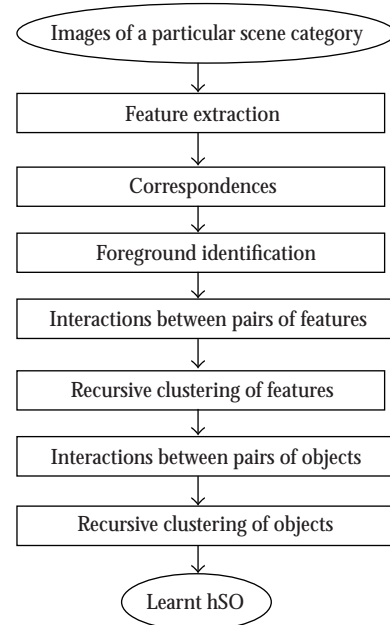 Images of a particular scene category
Feature extraction
Correspondences
Foreground identification
Interactions between pairs of features
Recursive clustering of features
Interactions between pairs of objects
Recursive clustering of objects
Learnt hSO